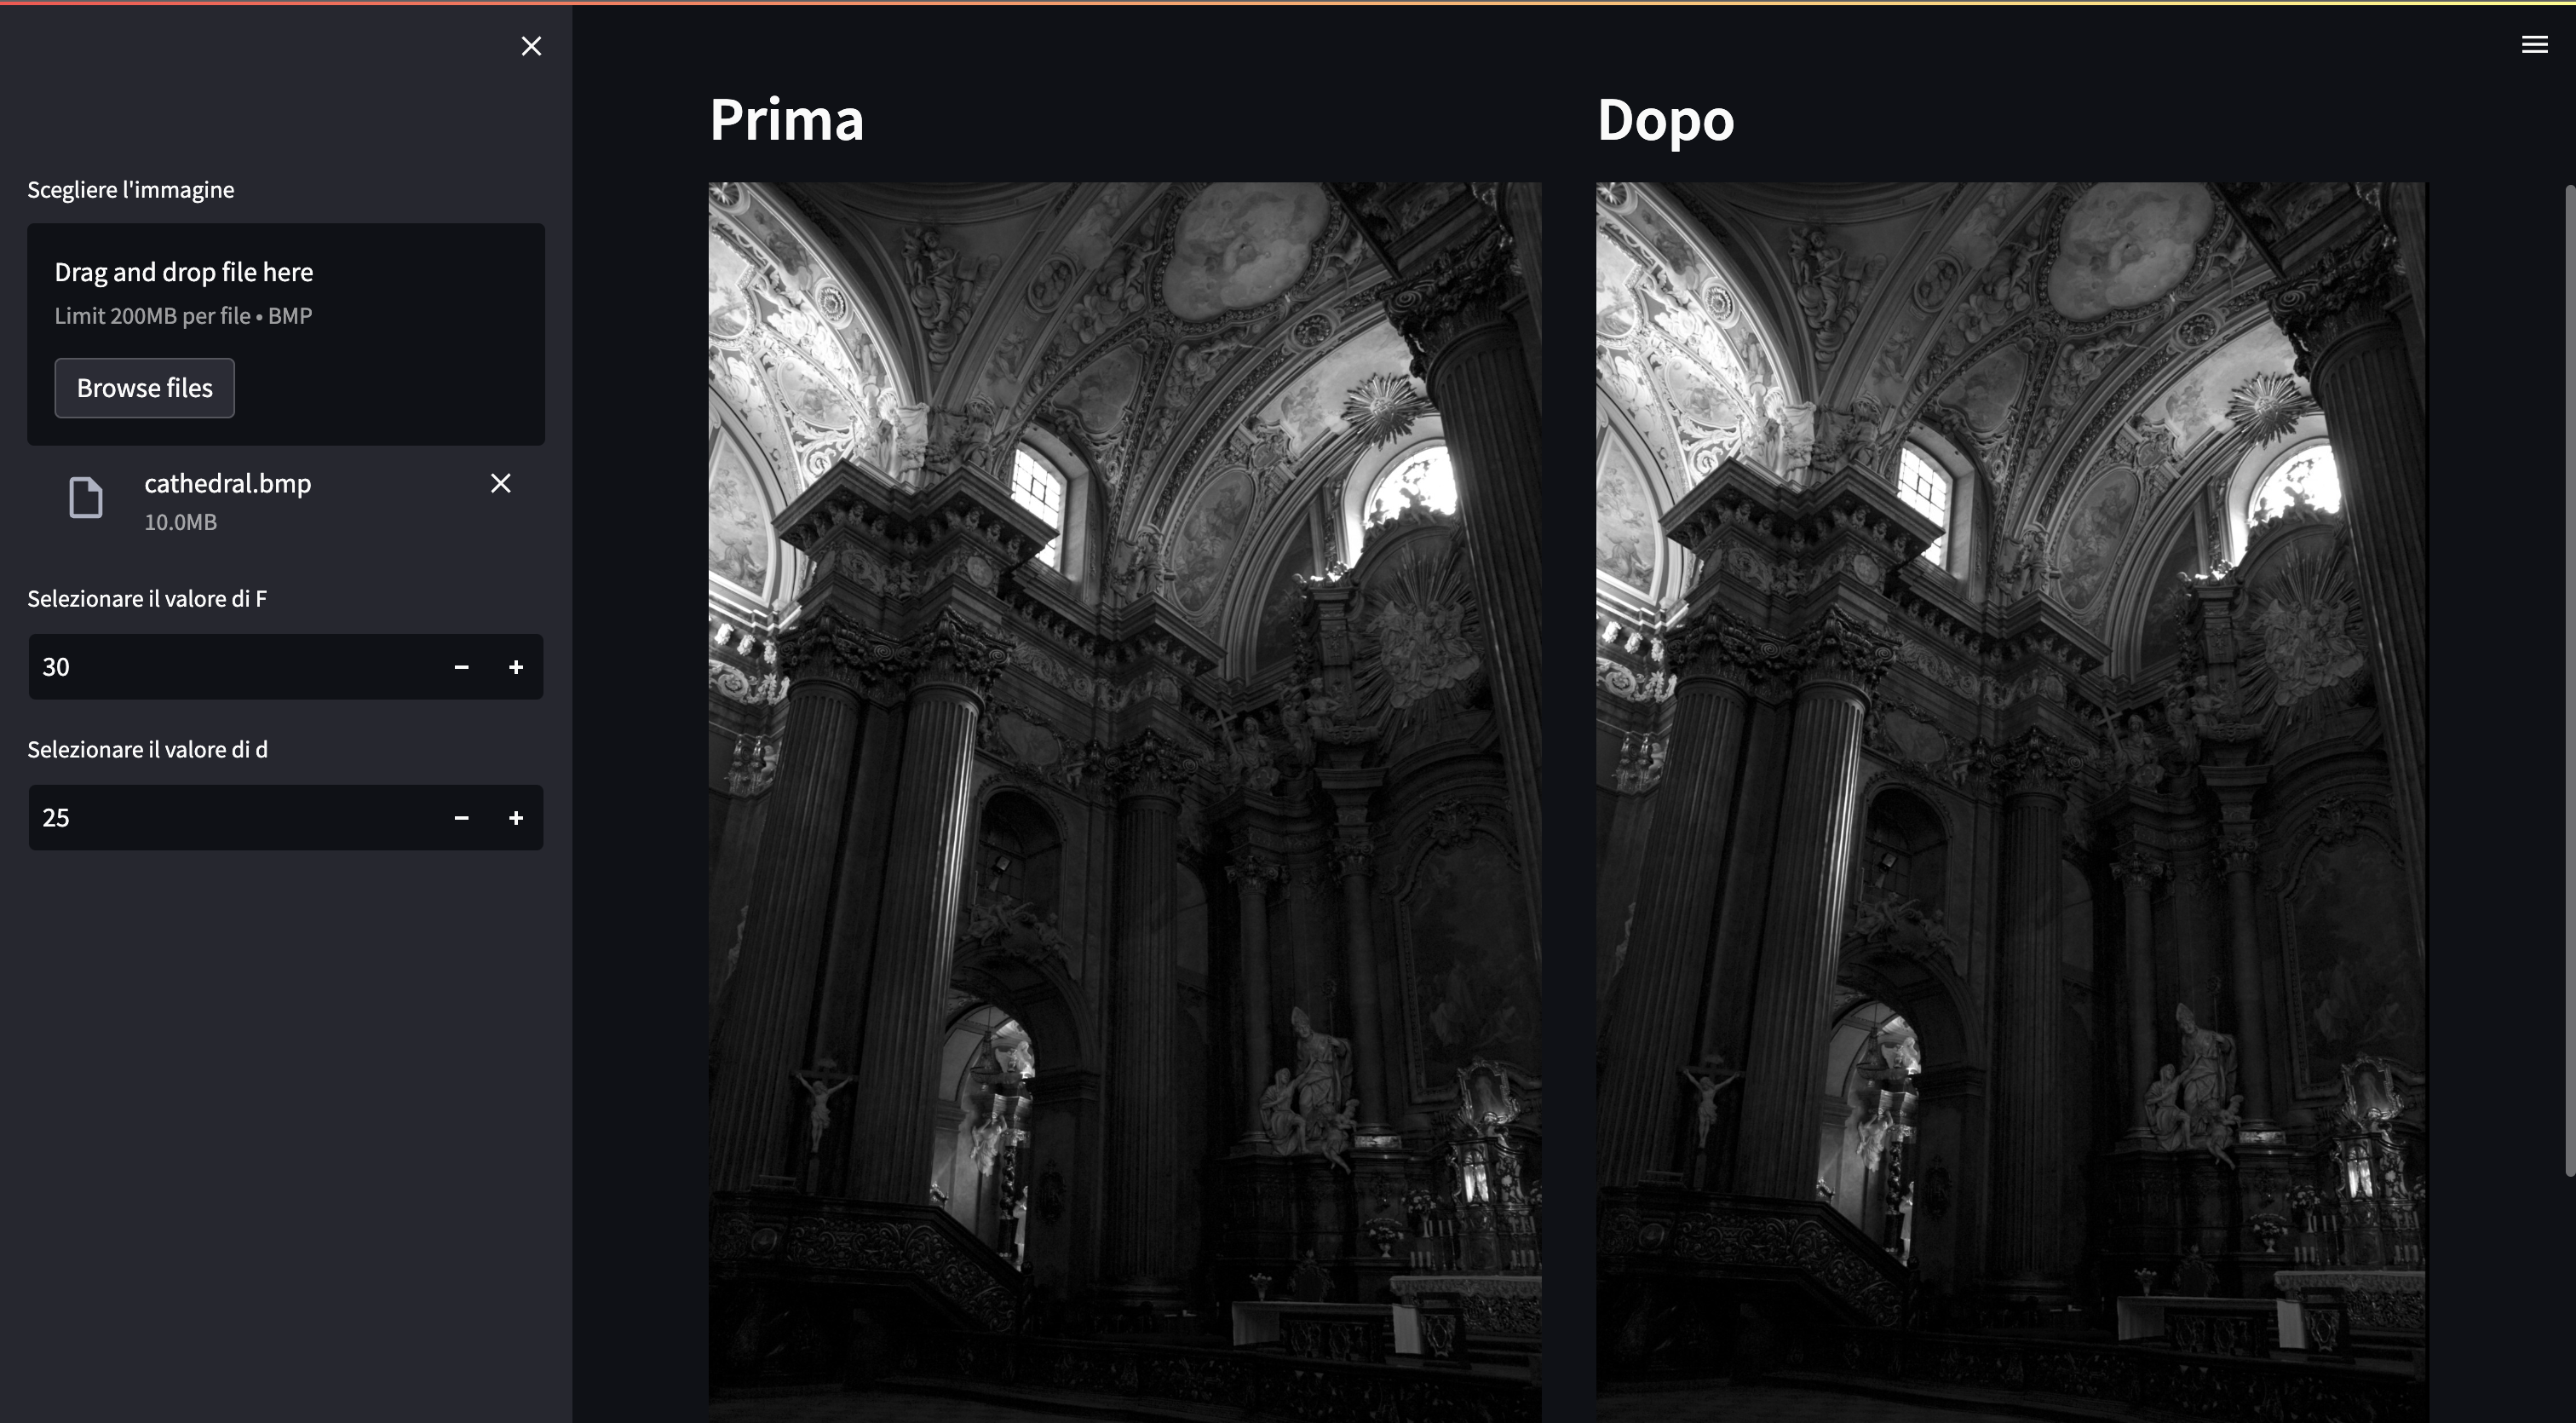 Scegliere l'immagine
Drag and drop file here
Limit 200MB per file • BMP
Browse files
cathedral.bmp
10.0MB
Selezionare il valore di F
30
Selezionare il valore di d
25
Prima
Dopo